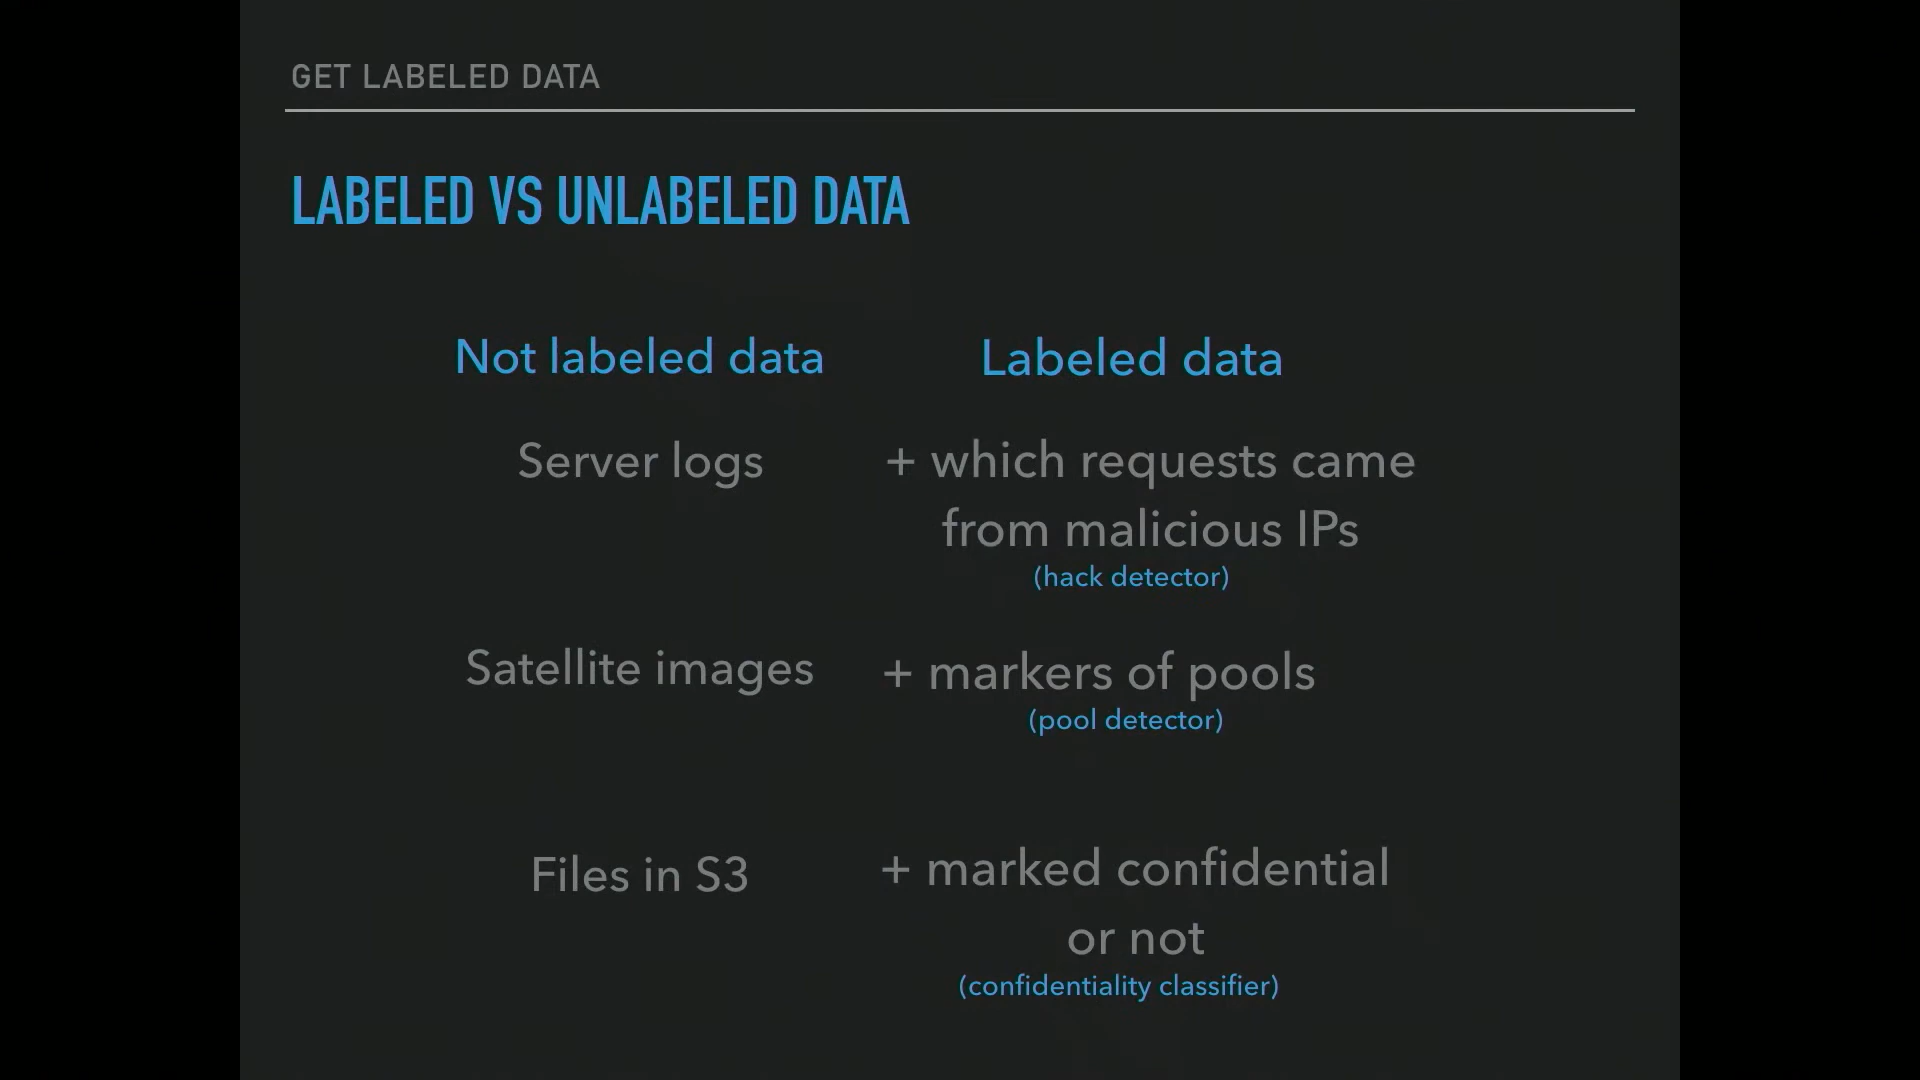 GET LABELED DATA
LABELED VS UNLABELED DATA
Not labeled data
Labeled data
Server logs
+ which requests came
from malicious IPs
(hack detector)
Satellite images
+ markers of pools
(pool detector)
Files in S3
+ marked confidential
or not
(confidentiality classifier)